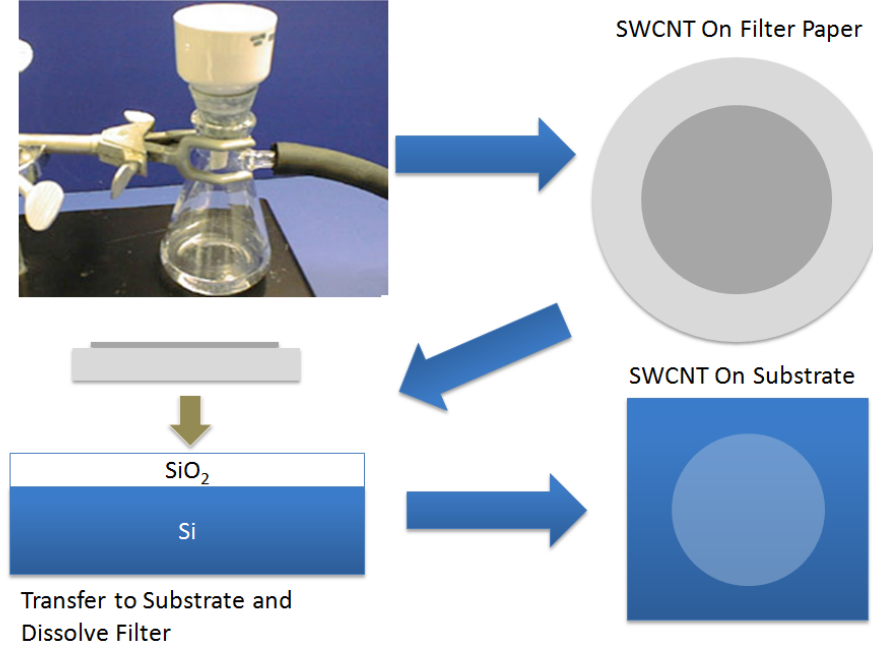 SWCNT On Filter Paper
SWCNT On Substrate
SiO₂
Si
Transfer to Substrate and
Dissolve Filter